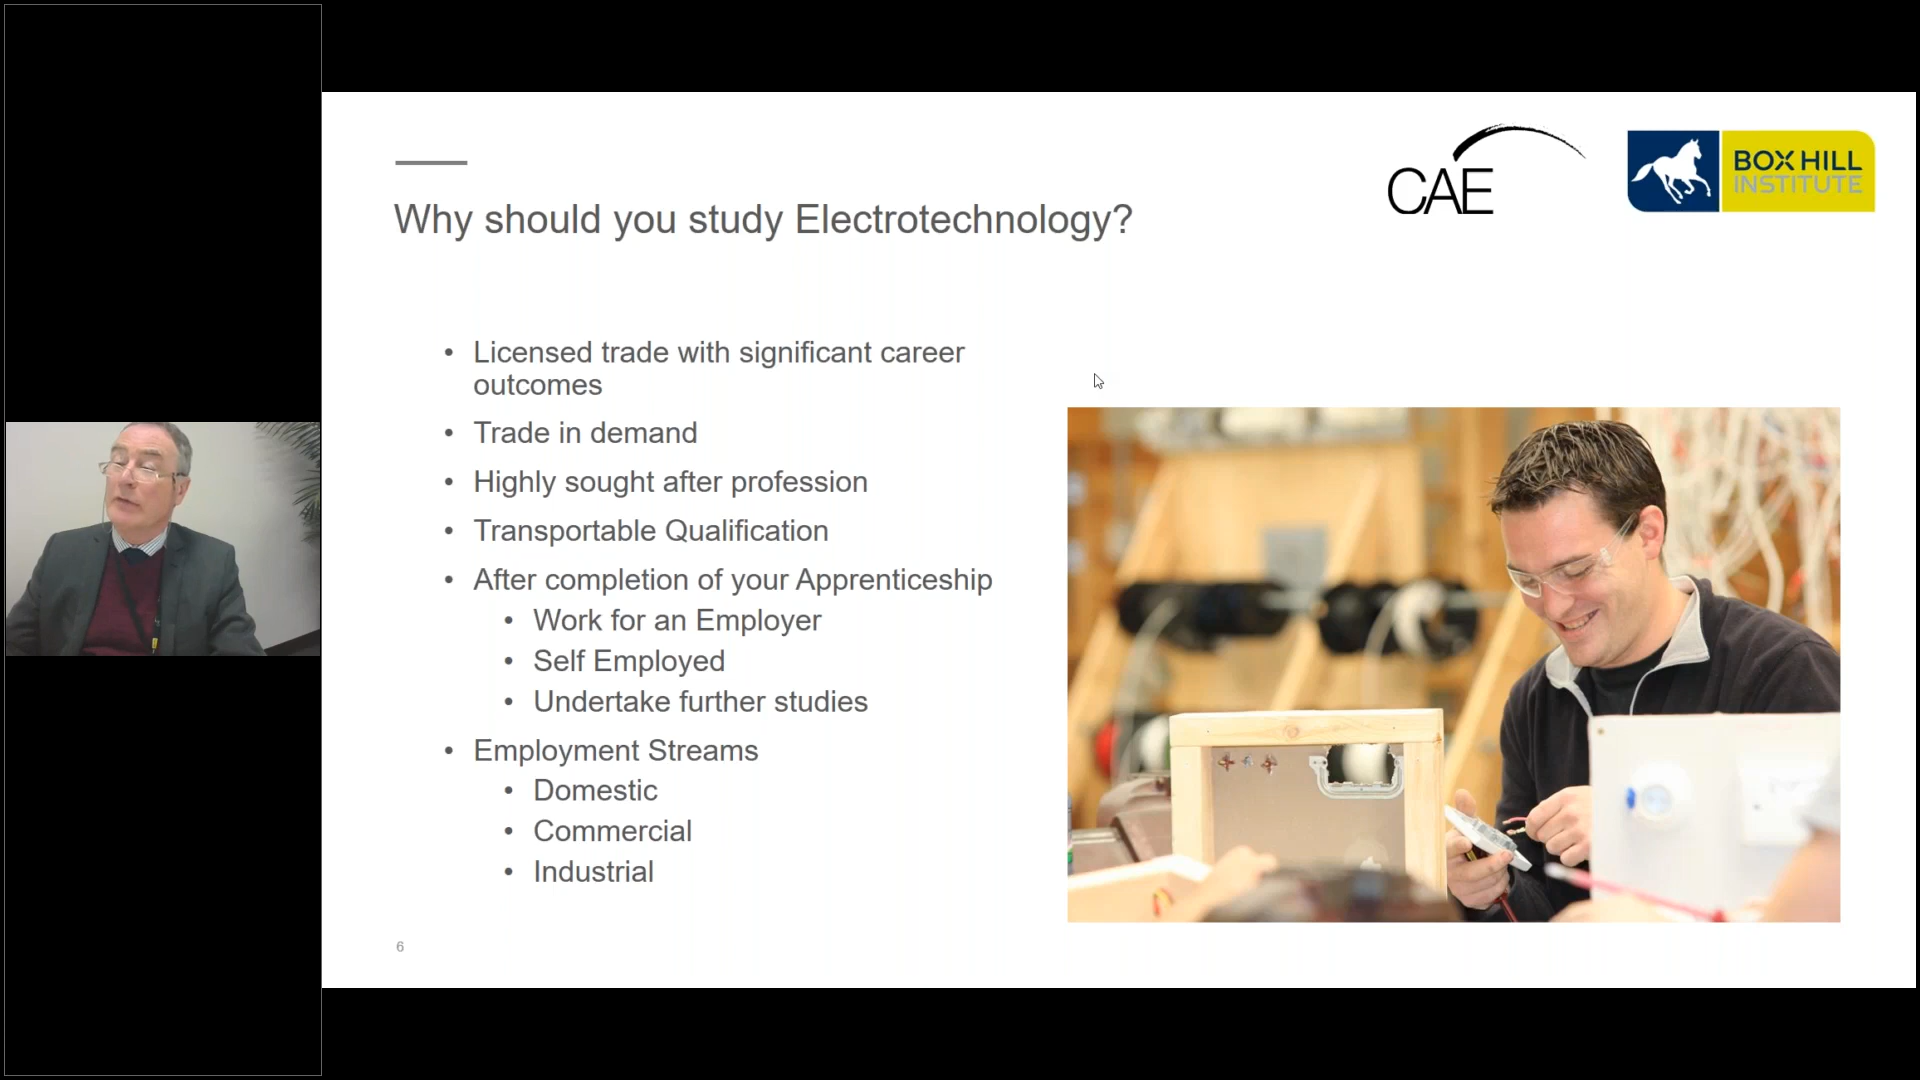 CAE
BOX HILL
INSTITUTE
Why should you study Electrotechnology?
• Licensed trade with significant career
outcomes
• Trade in demand
• Highly sought after profession
• Transportable Qualification
• After completion of your Apprenticeship
• Work for an Employer
• Self Employed
• Undertake further studies
• Employment Streams
• Domestic
• Commercial
• Industrial
6